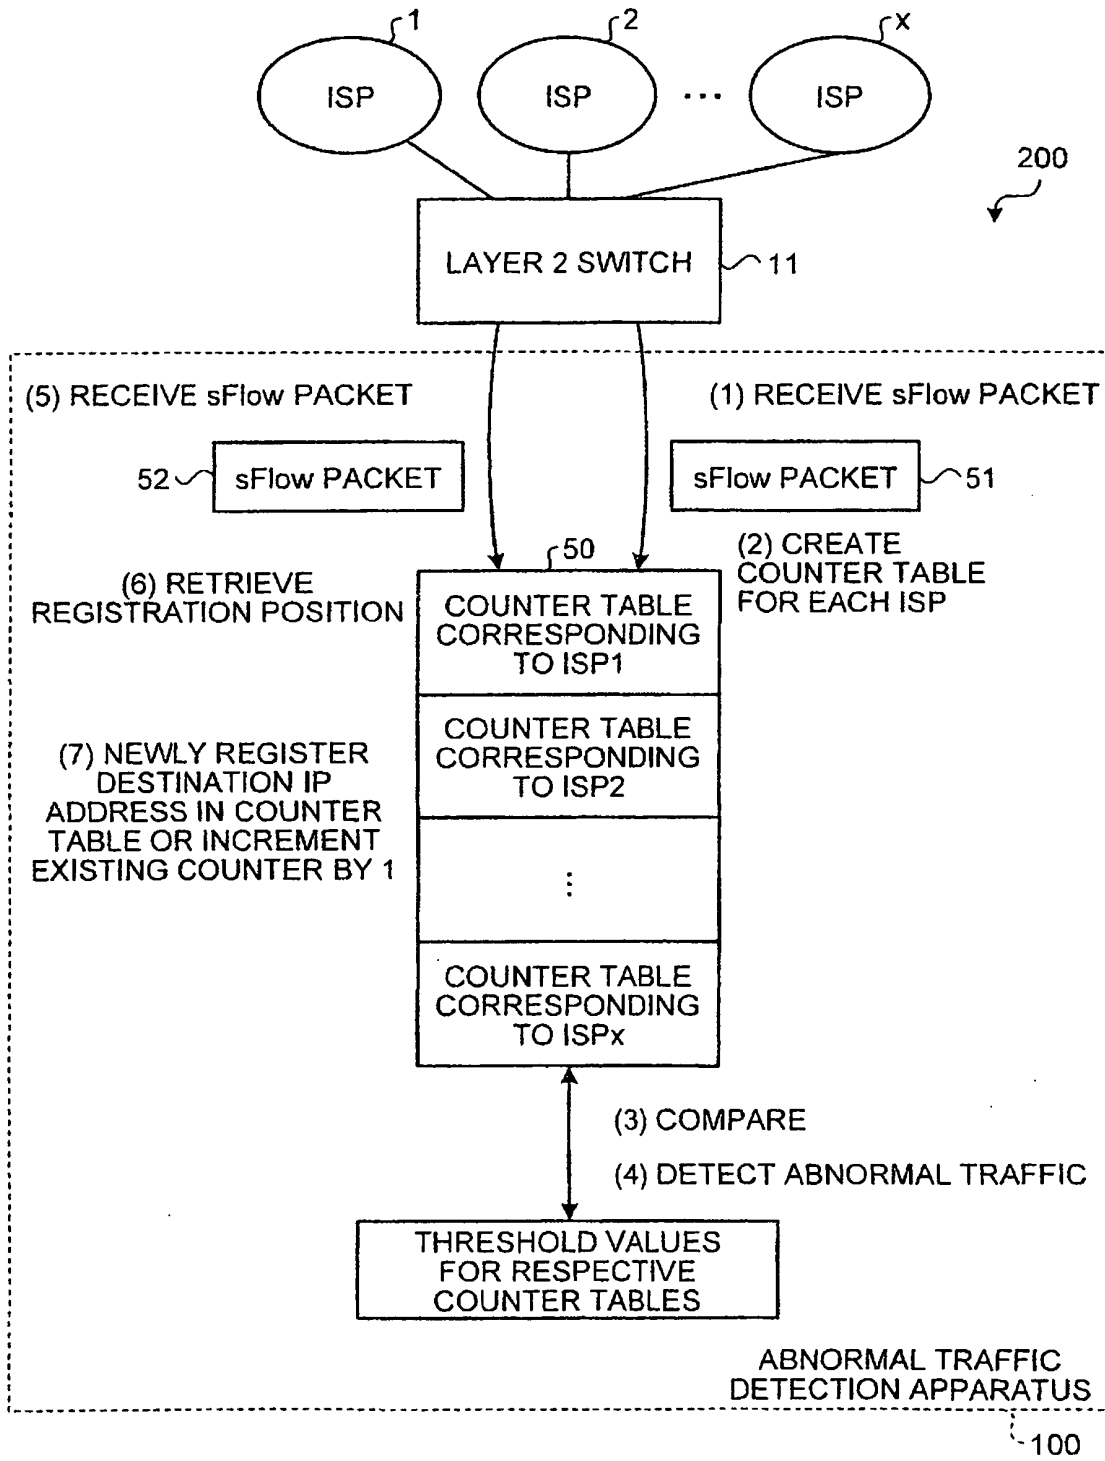 1
2
x
ISP
ISP
...
ISP
200
LAYER 2 SWITCH
11
(5) RECEIVE sFlow PACKET
(1) RECEIVE sFlow PACKET
52
sFlow PACKET
sFlow PACKET
51
50
(2) CREATE
COUNTER TABLE
FOR EACH ISP
(6) RETRIEVE
REGISTRATION POSITION
COUNTER TABLE
CORRESPONDING
TO ISP1
COUNTER TABLE
CORRESPONDING
TO ISP2
(7) NEWLY REGISTER
DESTINATION IP
ADDRESS IN COUNTER
TABLE OR INCREMENT
EXISTING COUNTER BY 1
⋮
COUNTER TABLE
CORRESPONDING
TO ISPx
(3) COMPARE
(4) DETECT ABNORMAL TRAFFIC
THRESHOLD VALUES
FOR RESPECTIVE
COUNTER TABLES
ABNORMAL TRAFFIC
DETECTION APPARATUS
100